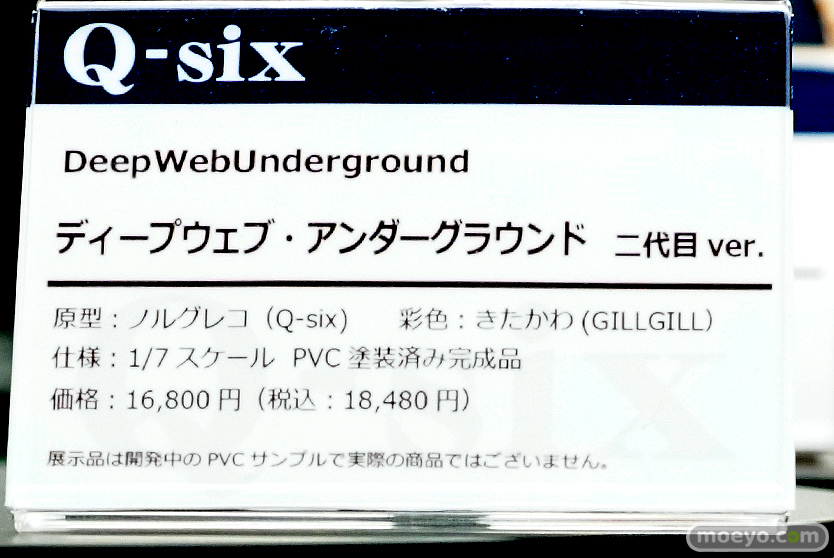 Q-six
DeepWebUnderground
ディープウェブ・アンダーグラウンド 二代目 ver.
原型：ノルグレコ（Q-six） 彩色：きたかわ(GILLGILL）
仕様：1/7 スケール PVC 塗装済み完成品
価格：16,800 円（税込：18,480 円）
展示品は開発中の PVC サンプルで実際の商品ではございません。
moeyo.com